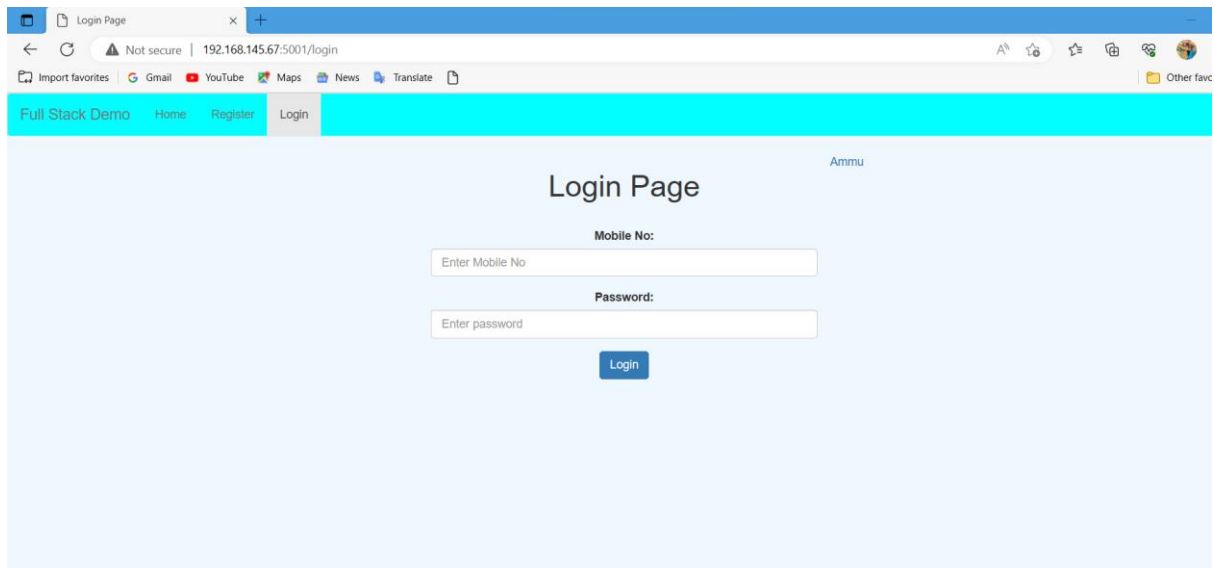 Login Page
Not secure | 192.168.145.67:5001/login
Import favorites Gmail YouTube Maps News Translate Other favo
Full Stack Demo Home Register Login
Ammu
Login Page
Mobile No:
Enter Mobile No
Password:
Enter password
Login